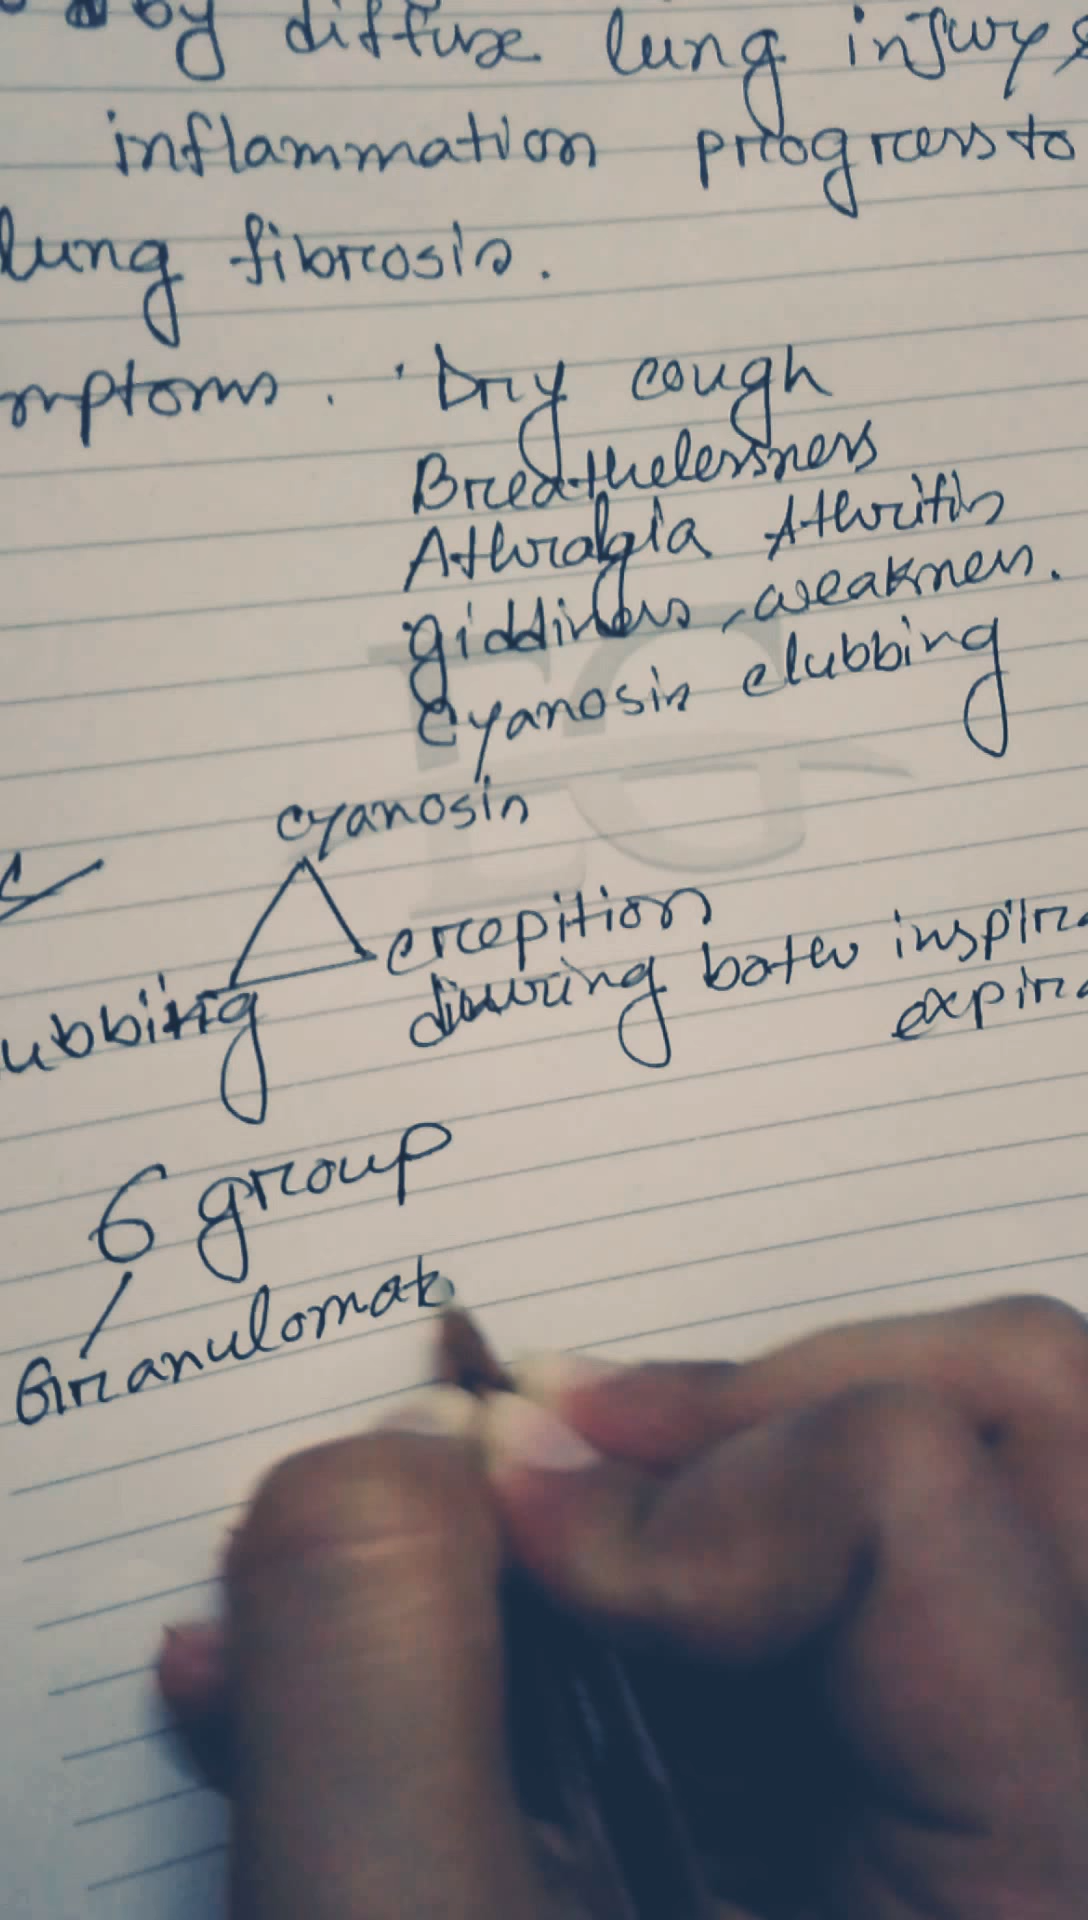 by diffuse lung injury &
inflammation progress to
lung fibrosis.
mptoms. Dry cough
Breathelessness
Athralgia Athritis
giddiness, weakness.
Cyanosis clubbing
cyanosis
crepition
during both inspira
expira
ubbing
6 group
Granulomat
EG